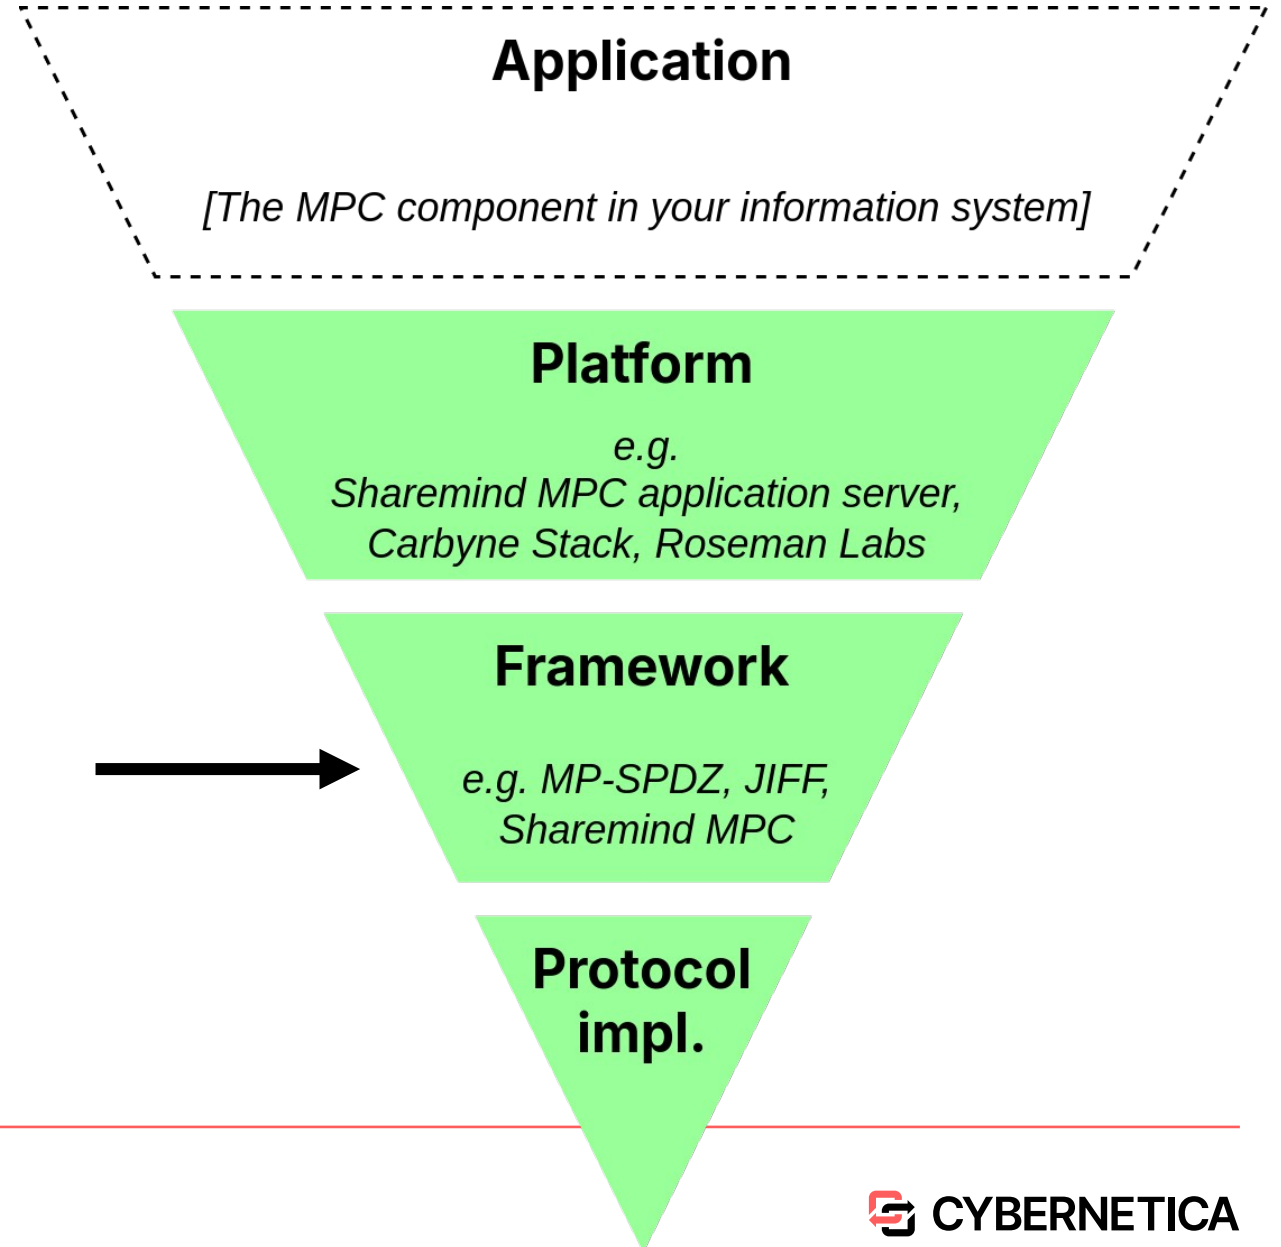 Application
[The MPC component in your information system]
Platform
e.g.
Sharemind MPC application server,
Carbyne Stack, Roseman Labs
Framework
e.g. MP-SPDZ, JIFF,
Sharemind MPC
Protocol
impl.
CYBERNETICA